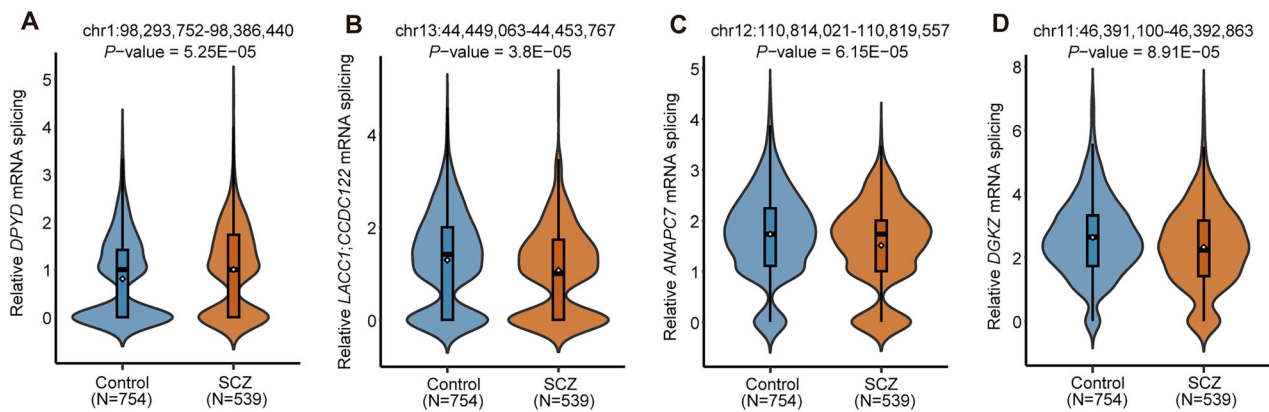 A
chr1:98,293,752-98,386,440
P-value = 5.25E-05
Relative DPYD mRNA splicing
5
4
3
2
1
0
Control
(N=754)
SCZ
(N=539)
B
chr13:44,449,063-44,453,767
P-value = 3.8E-05
Relative LACC1;CCDC122 mRNA splicing
4
2
0
Control
(N=754)
SCZ
(N=539)
C
chr12:110,814,021-110,819,557
P-value = 6.15E-05
Relative ANAPC7 mRNA splicing
5
4
3
2
1
0
Control
(N=754)
SCZ
(N=539)
D
chr11:46,391,100-46,392,863
P-value = 8.91E-05
Relative DGKZ mRNA splicing
8
6
4
2
0
Control
(N=754)
SCZ
(N=539)